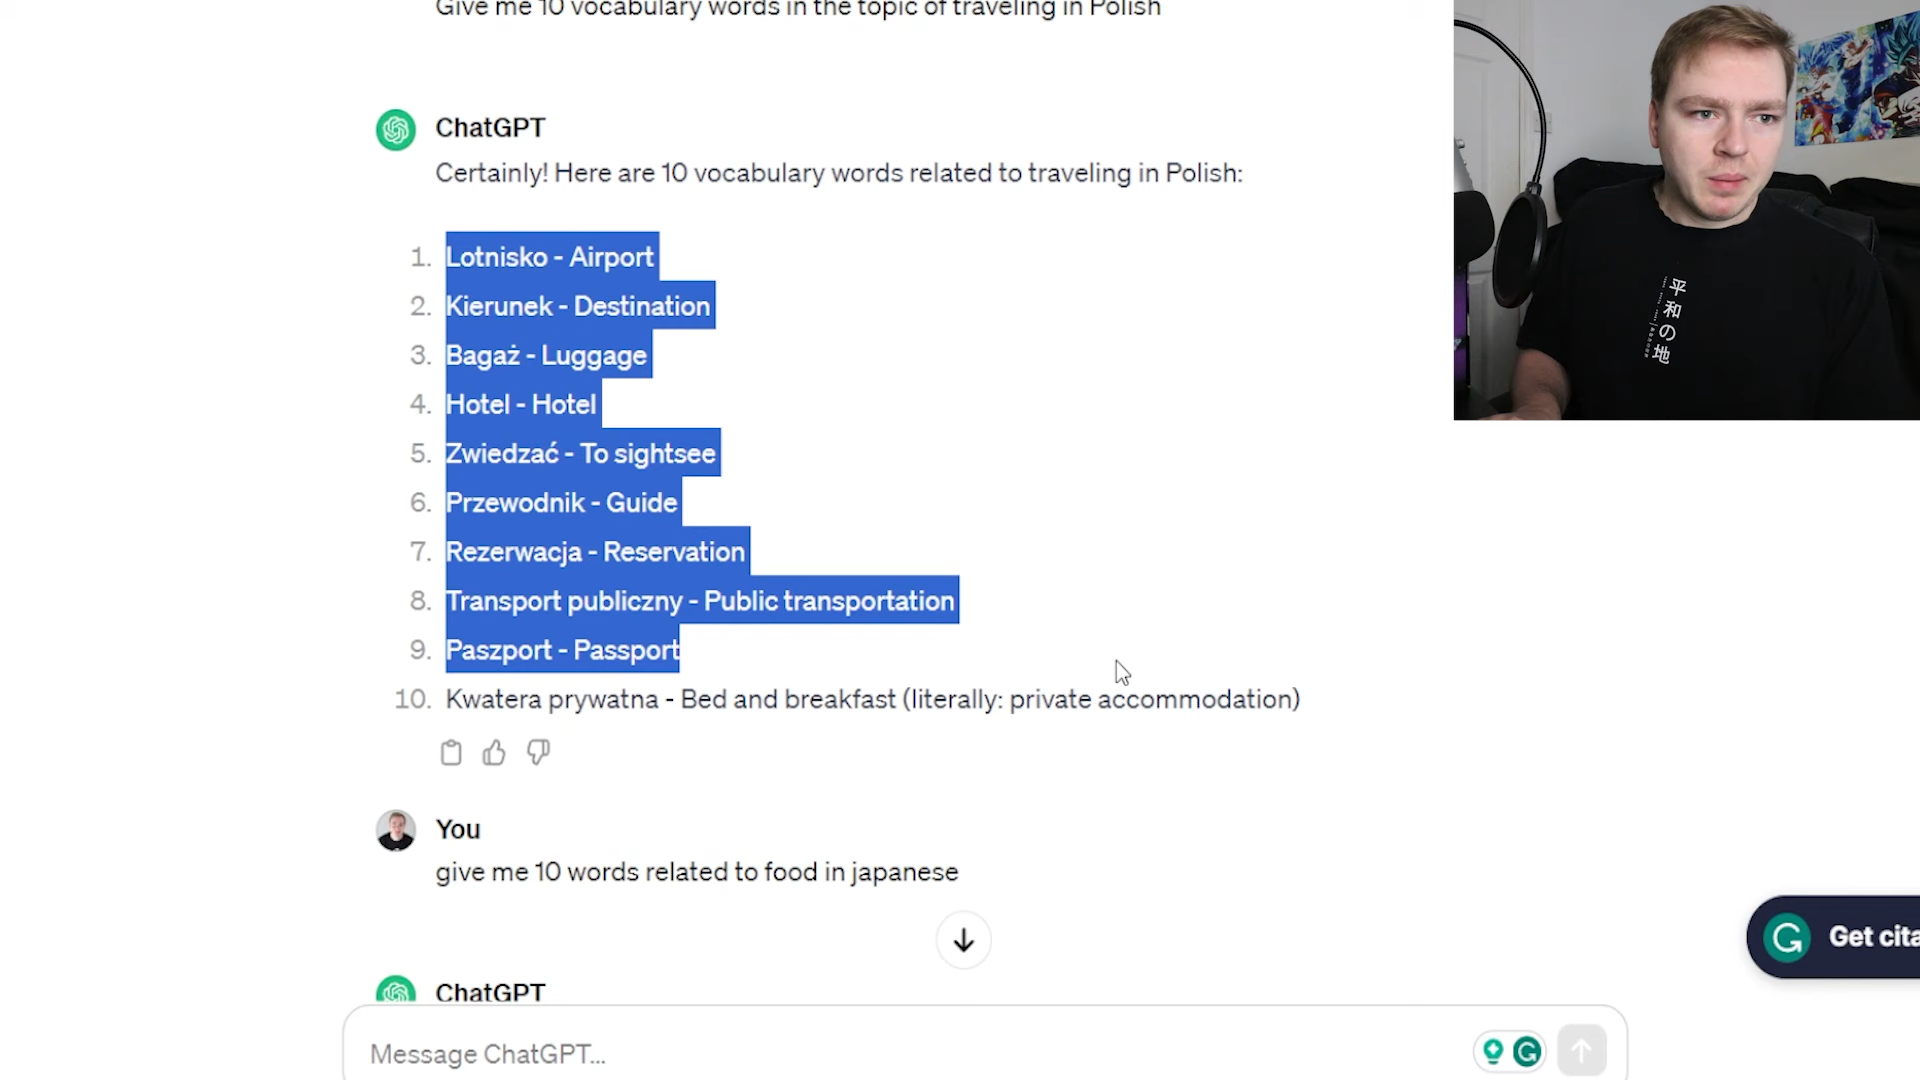 Give me 10 vocabulary words in the topic of traveling in Polish
ChatGPT
Certainly! Here are 10 vocabulary words related to traveling in Polish:
1. Lotnisko - Airport
2. Kierunek - Destination
3. Bagaż - Luggage
4. Hotel - Hotel
5. Zwiedzać - To sightsee
6. Przewodnik - Guide
7. Rezerwacja - Reservation
8. Transport publiczny - Public transportation
9. Paszport - Passport
10. Kwatera prywatna - Bed and breakfast (literally: private accommodation)
You
give me 10 words related to food in japanese
ChatGPT
Message ChatGPT...
Get cita
平和の地